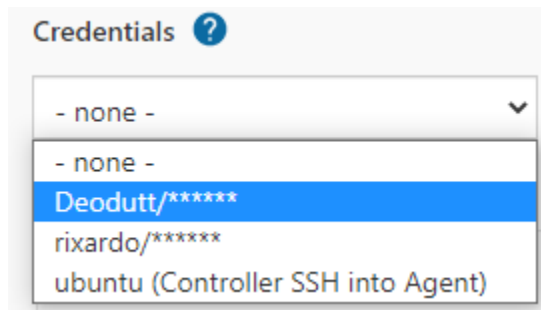 Credentials ?
- none -
- none -
Deodutt/******
rixardo/******
ubuntu (Controller SSH into Agent)